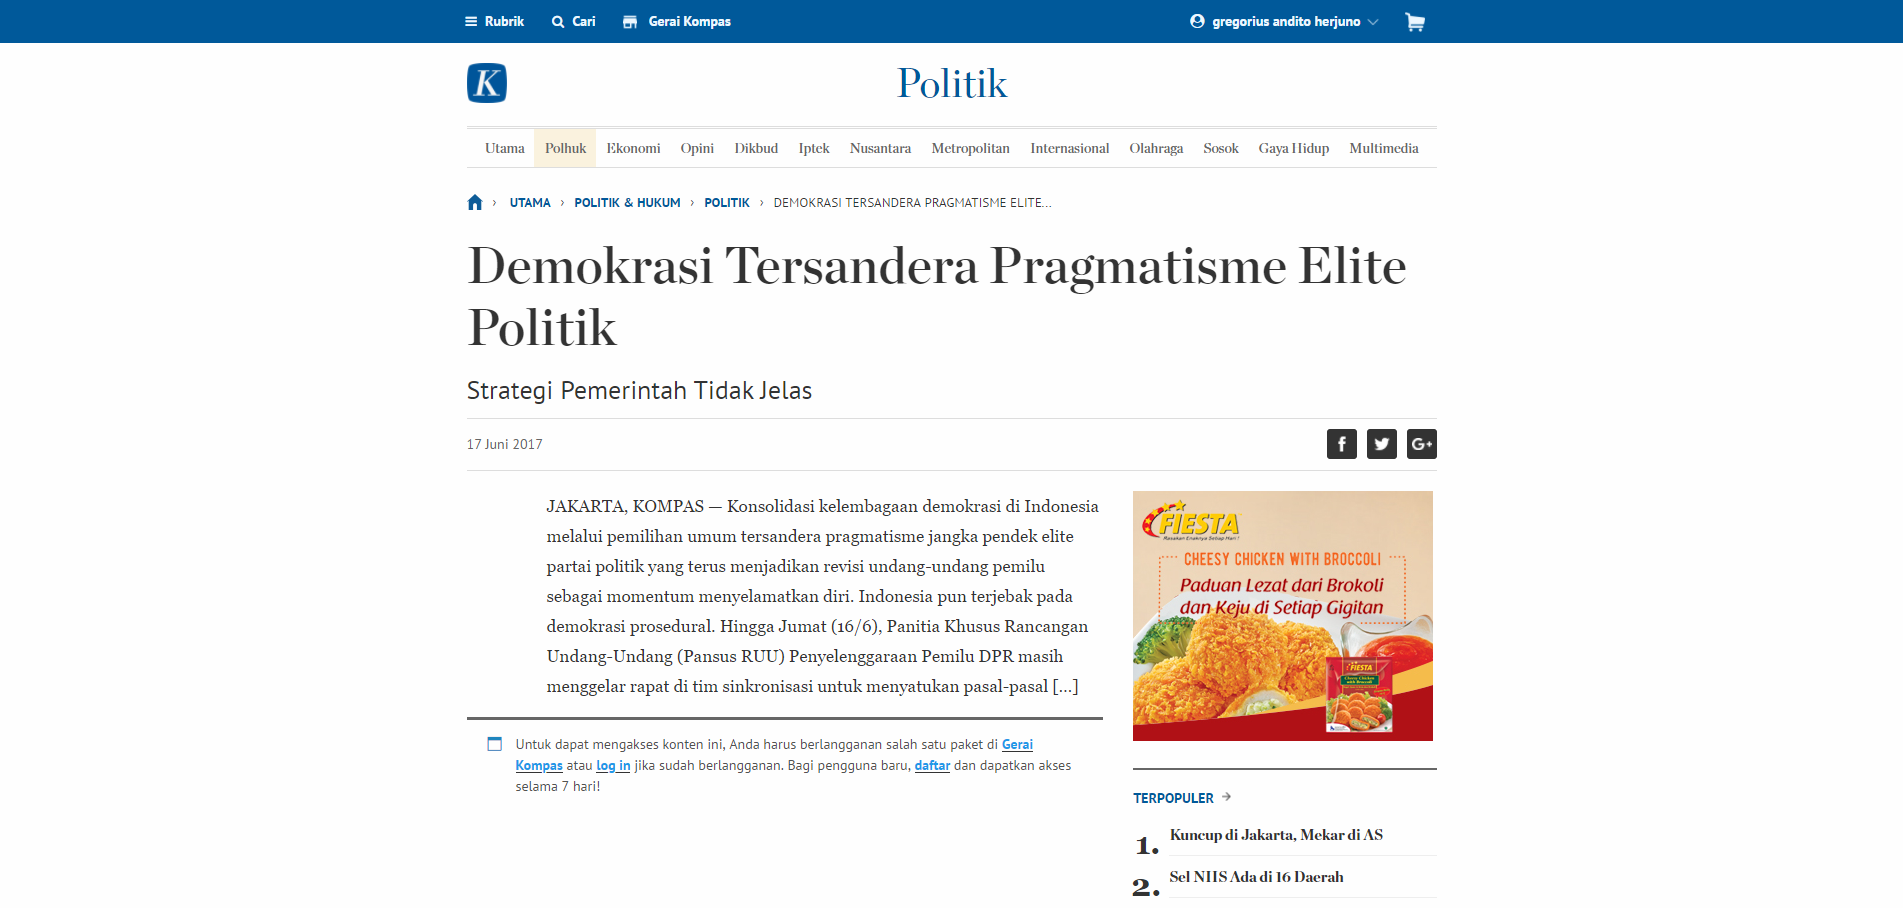 Rubrik
Cari
Gerai Kompas
gregorius andito herjuno
K
Politik
Utama
Polhuk
Ekonomi
Opini
Dikbud
Iptek
Nusantara
Metropolitan
Internasional
Olahraga
Sosok
Gaya Hidup
Multimedia
› UTAMA › POLITIK & HUKUM › POLITIK › DEMOKRASI TERSANDERA PRAGMATISME ELITE...
Demokrasi Tersandera Pragmatisme Elite
Politik
Strategi Pemerintah Tidak Jelas
17 Juni 2017
f
G+
JAKARTA, KOMPAS — Konsolidasi kelembagaan demokrasi di Indonesia
melalui pemilihan umum tersandera pragmatisme jangka pendek elite
partai politik yang terus menjadikan revisi undang-undang pemilu
sebagai momentum menyelamatkan diri. Indonesia pun terjebak pada
demokrasi prosedural. Hingga Jumat (16/6), Panitia Khusus Rancangan
Undang-Undang (Pansus RUU) Penyelenggaraan Pemilu DPR masih
menggelar rapat di tim sinkronisasi untuk menyatukan pasal-pasal [...]
Untuk dapat mengakses konten ini, Anda harus berlangganan salah satu paket di Gerai
Kompas atau log in jika sudah berlangganan. Bagi pengguna baru, daftar dan dapatkan akses
selama 7 hari!
FIESTA
Rasakan Enaknya Setiap Hari!
CHEESY CHICKEN WITH BROCCOLI
Paduan Lezat dari Brokoli
dan Keju di Setiap Gigitan
FIESTA
Cheesy Chicken
with Broccoli
TERPOPULER
1. Kuncup di Jakarta, Mekar di AS
2. Sel NIIS Ada di 16 Daerah